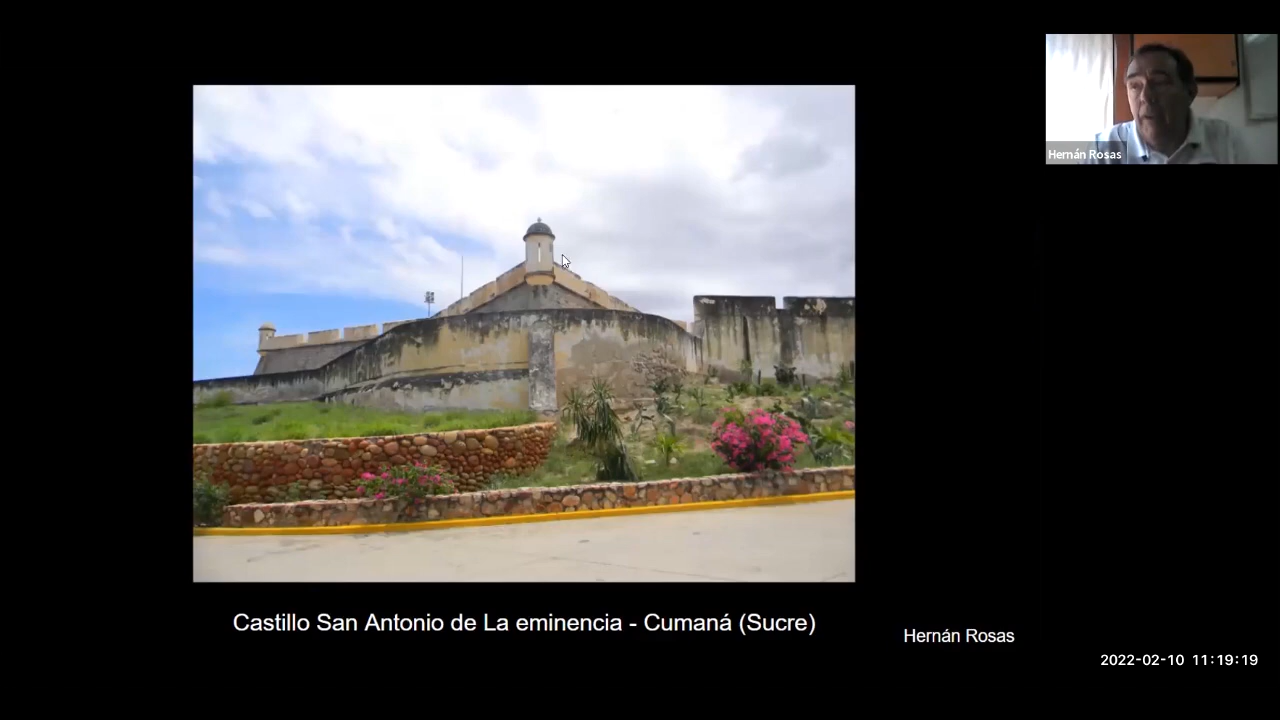 Hernán Rosas
Castillo San Antonio de La eminencia - Cumaná (Sucre)
Hernán Rosas
2022-02-10 11:19:19